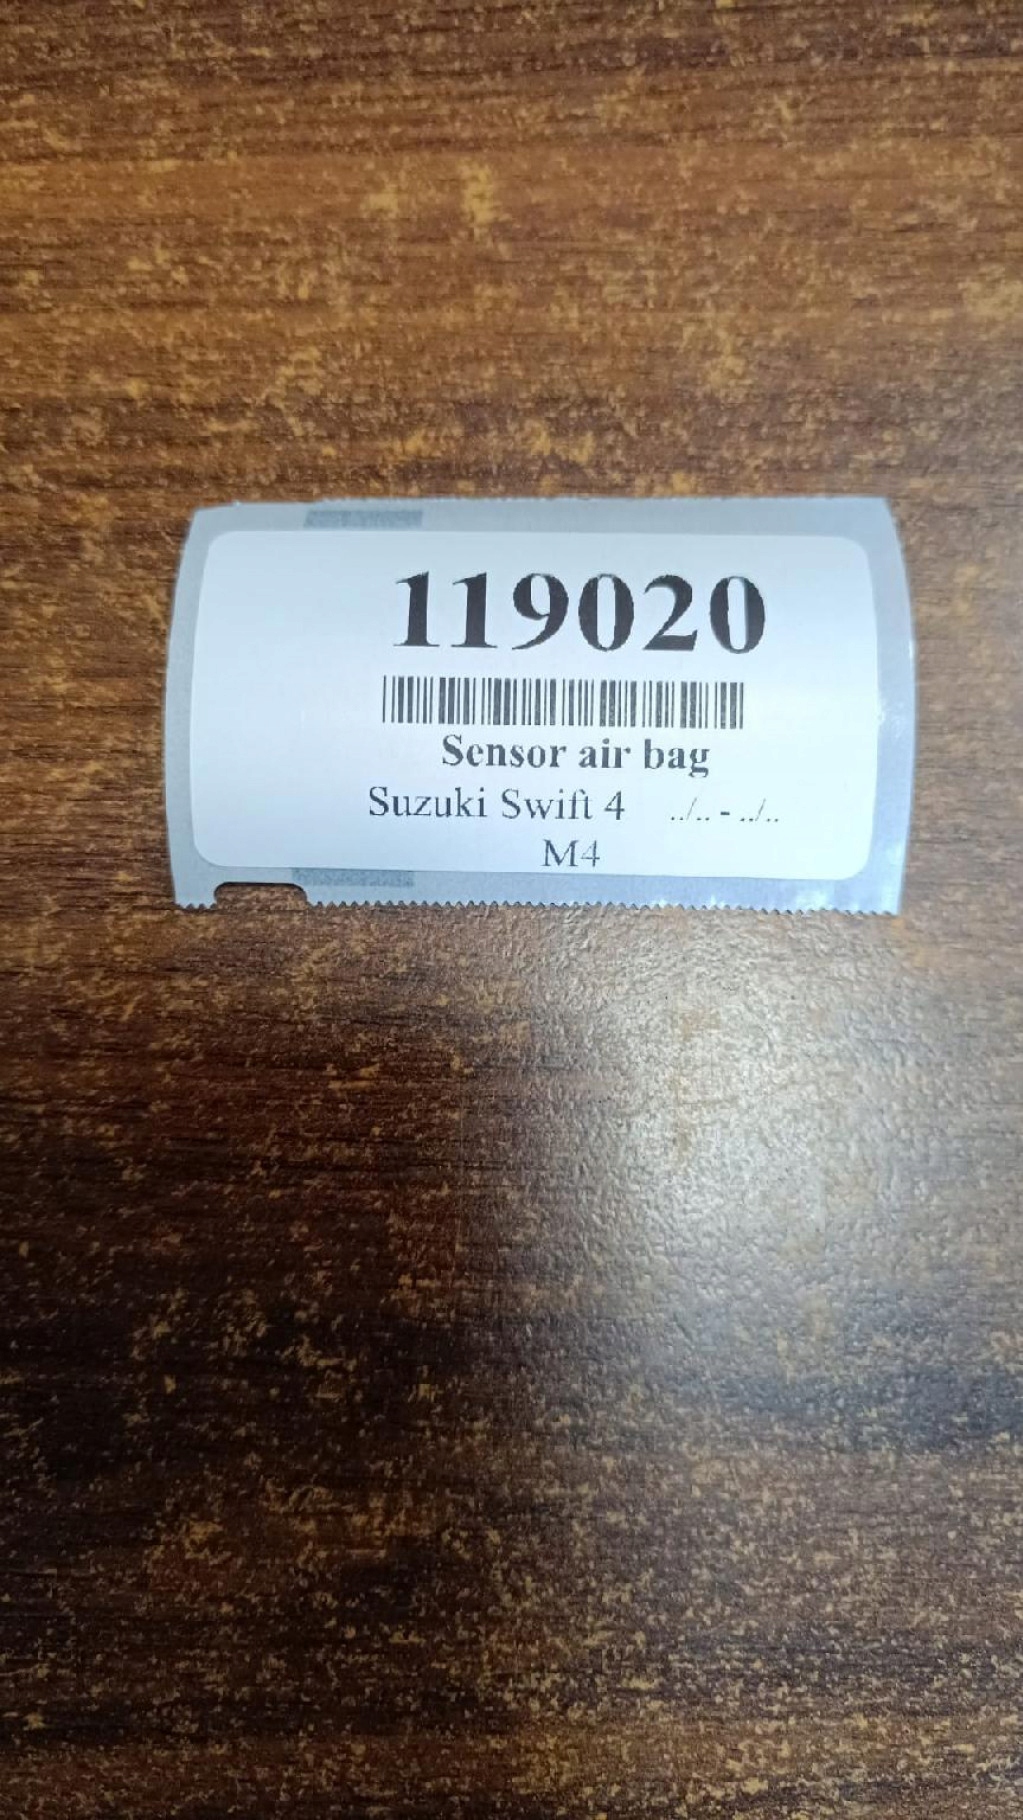 119020
Sensor air bag
Suzuki Swift 4 ../.. - ../..
M4